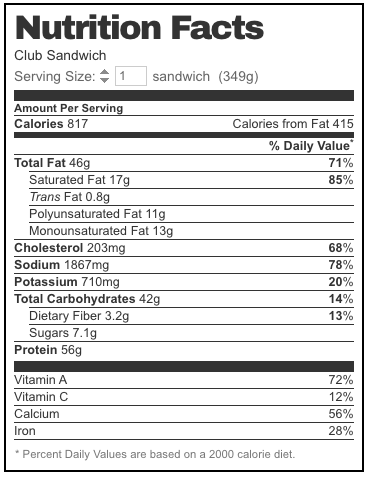 Nutrition Facts
Club Sandwich
Serving Size: 1 sandwich (349g)
Amount Per Serving
Calories 817 Calories from Fat 415
% Daily Value*
Total Fat 46g 71%
Saturated Fat 17g 85%
Trans Fat 0.8g
Polyunsaturated Fat 11g
Monounsaturated Fat 13g
Cholesterol 203mg 68%
Sodium 1867mg 78%
Potassium 710mg 20%
Total Carbohydrates 42g 14%
Dietary Fiber 3.2g 13%
Sugars 7.1g
Protein 56g
Vitamin A 72%
Vitamin C 12%
Calcium 56%
Iron 28%
* Percent Daily Values are based on a 2000 calorie diet.